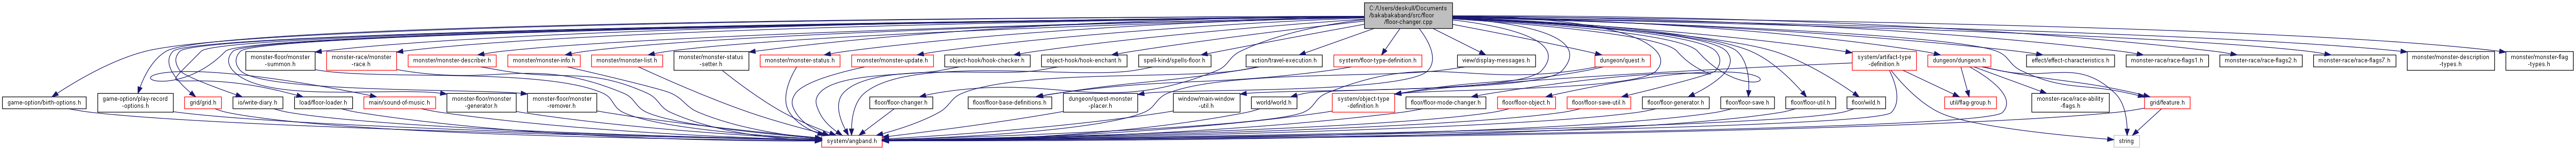 C:/Users/deskull/Documents
/bakabakaband/src/floor
/floor-changer.cpp
monster-floor/monster
-summon.h
monster-race/monster
-race.h
monster/monster-describer.h
monster/monster-info.h
monster/monster-list.h
monster/monster-status
-setter.h
monster/monster-status.h
monster/monster-update.h
object-hook/hook-checker.h
object-hook/hook-enchant.h
spell-kind/spells-floor.h
action/travel-execution.h
system/floor-type-definition.h
view/display-messages.h
dungeon/quest.h
system/artifact-type
-definition.h
dungeon/dungeon.h
effect/effect-characteristics.h
monster-race/race-flags1.h
monster-race/race-flags2.h
monster-race/race-flags7.h
monster/monster-description
-types.h
monster/monster-flag
-types.h
game-option/birth-options.h
game-option/play-record
-options.h
grid/grid.h
io/write-diary.h
load/floor-loader.h
main/sound-of-music.h
monster-floor/monster
-generator.h
monster-floor/monster
-remover.h
floor/floor-changer.h
floor/floor-base-definitions.h
dungeon/quest-monster
-placer.h
window/main-window
-util.h
world/world.h
system/object-type
-definition.h
floor/floor-mode-changer.h
floor/floor-object.h
floor/floor-save-util.h
floor/floor-generator.h
floor/floor-save.h
floor/floor-util.h
floor/wild.h
util/flag-group.h
monster-race/race-ability
-flags.h
grid/feature.h
system/angband.h
string